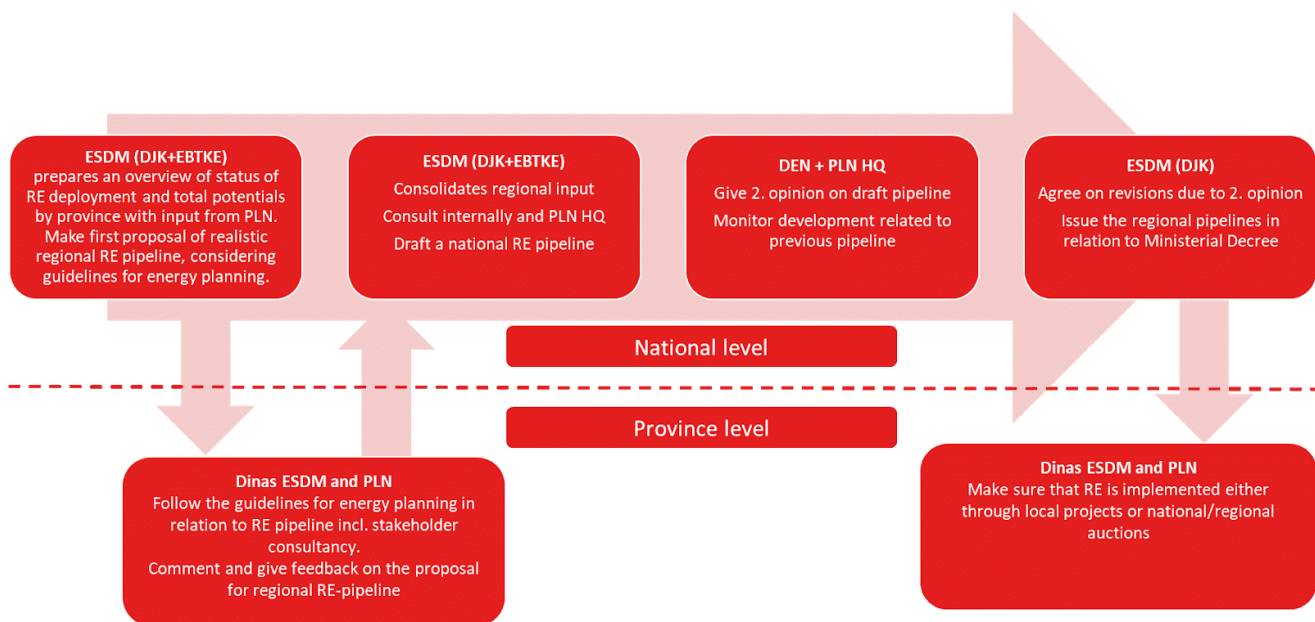 ESDM (DJK+EBTKE)
prepares an overview of status of
RE deployment and total potentials
by province with input from PLN.
Make first proposal of realistic
regional RE pipeline, considering
guidelines for energy planning.
ESDM (DJK+EBTKE)
Consolidates regional input
Consult internally and PLN HQ
Draft a national RE pipeline
DEN + PLN HQ
Give 2. opinion on draft pipeline
Monitor development related to
previous pipeline
ESDM (DJK)
Agree on revisions due to 2. opinion
Issue the regional pipelines in
relation to Ministerial Decree
National level
Province level
Dinas ESDM and PLN
Follow the guidelines for energy planning in
relation to RE pipeline incl. stakeholder
consultancy.
Comment and give feedback on the proposal
for regional RE-pipeline
Dinas ESDM and PLN
Make sure that RE is implemented either
through local projects or national/regional
auctions